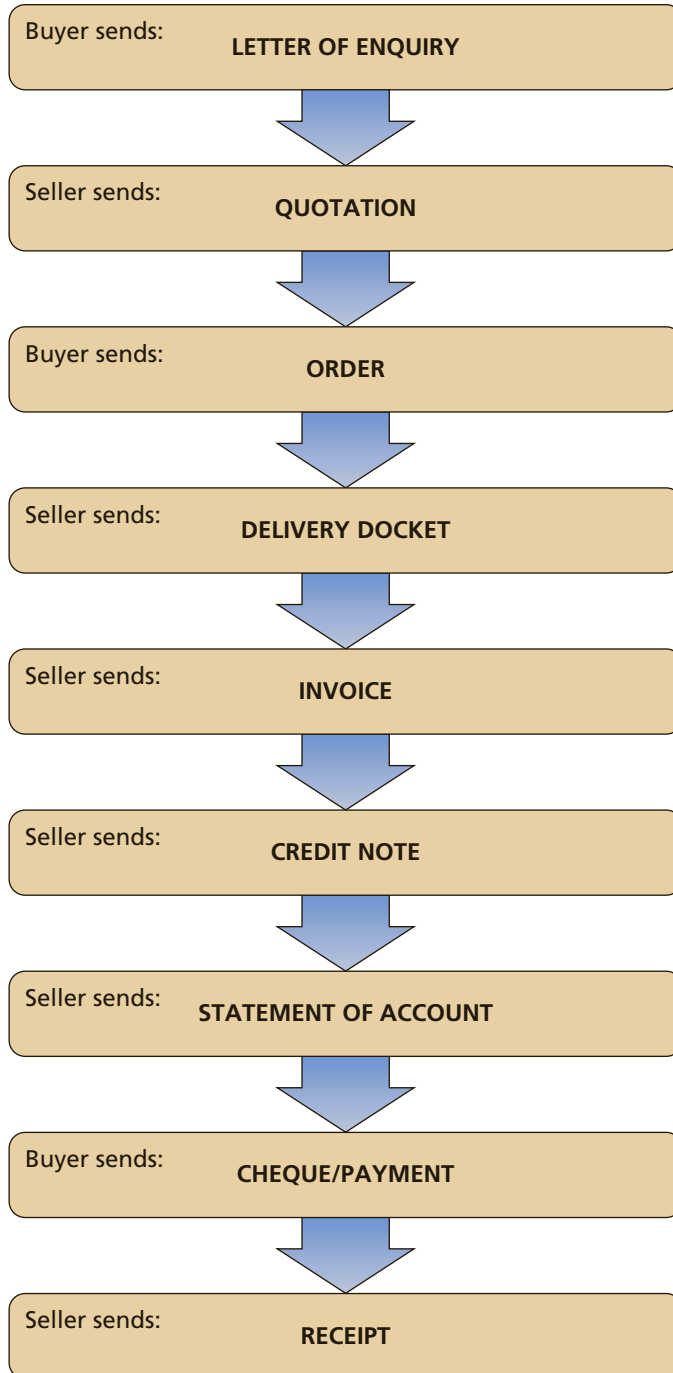 Buyer sends:
LETTER OF ENQUIRY
Seller sends:
QUOTATION
Buyer sends:
ORDER
Seller sends:
DELIVERY DOCKET
Seller sends:
INVOICE
Seller sends:
CREDIT NOTE
Seller sends:
STATEMENT OF ACCOUNT
Buyer sends:
CHEQUE/PAYMENT
Seller sends:
RECEIPT